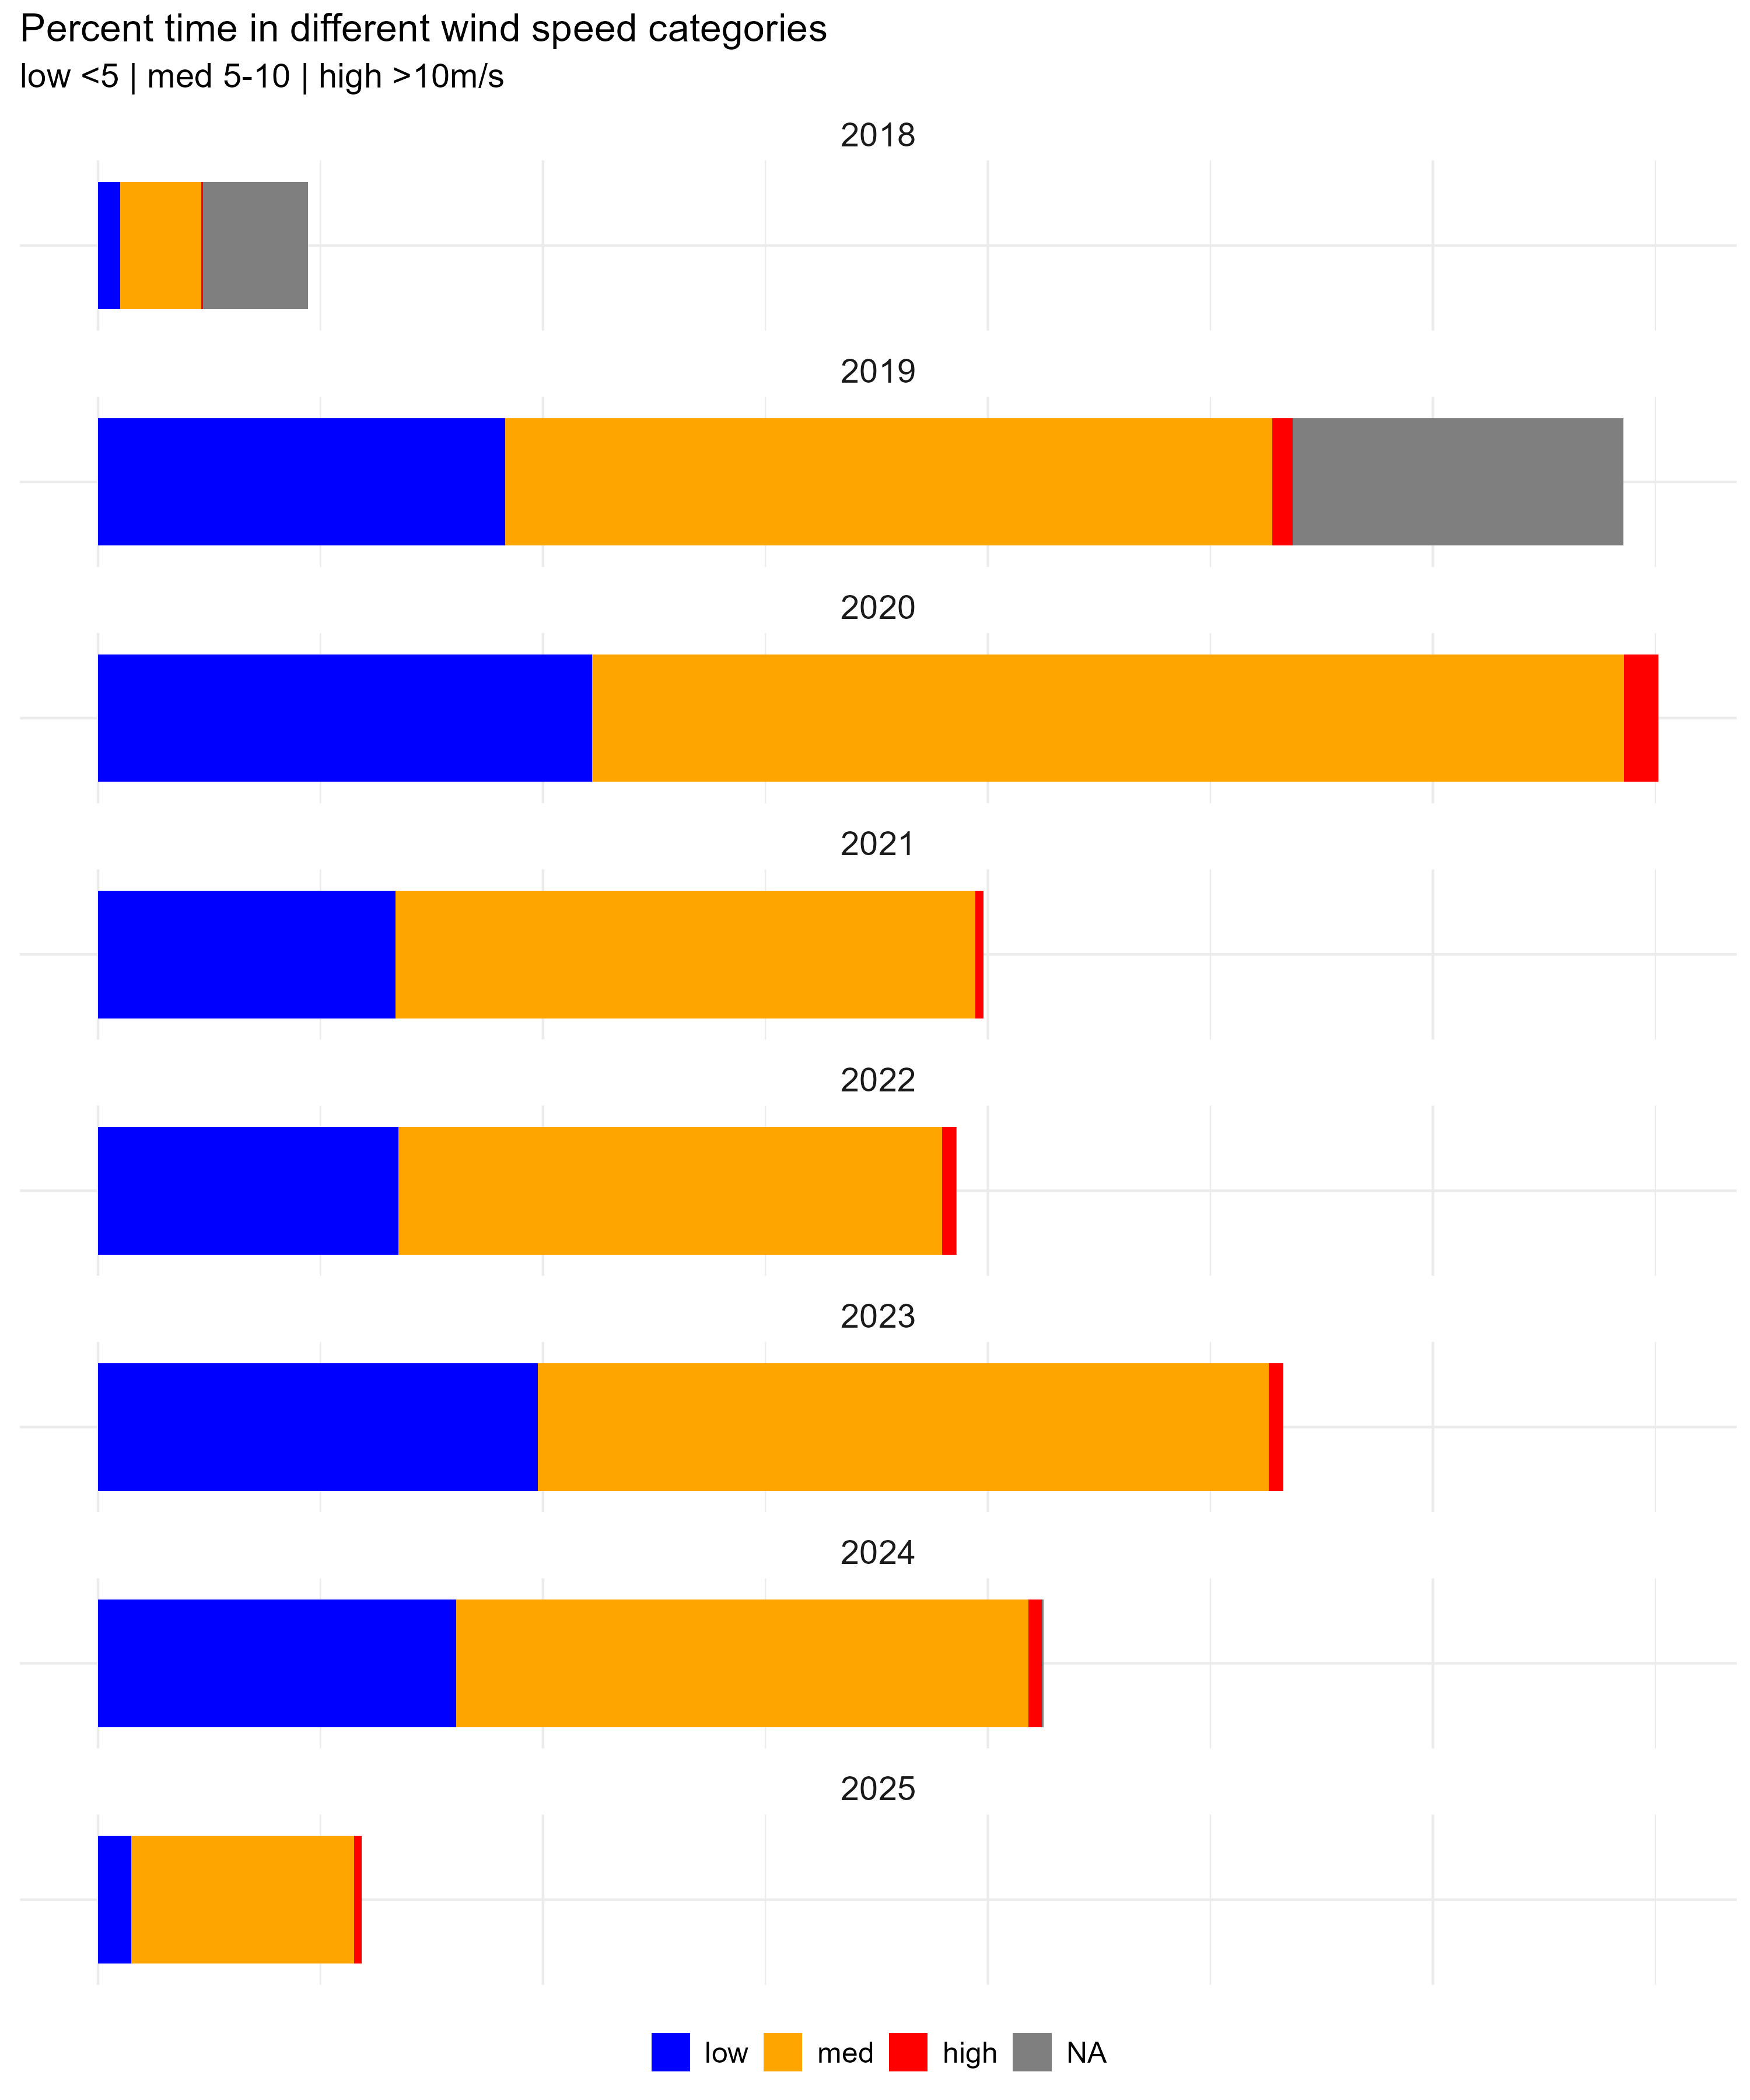 Percent time in different wind speed categories
low <5 | med 5-10 | high >10m/s
2018
2019
2020
2021
2022
2023
2024
2025
low med high NA